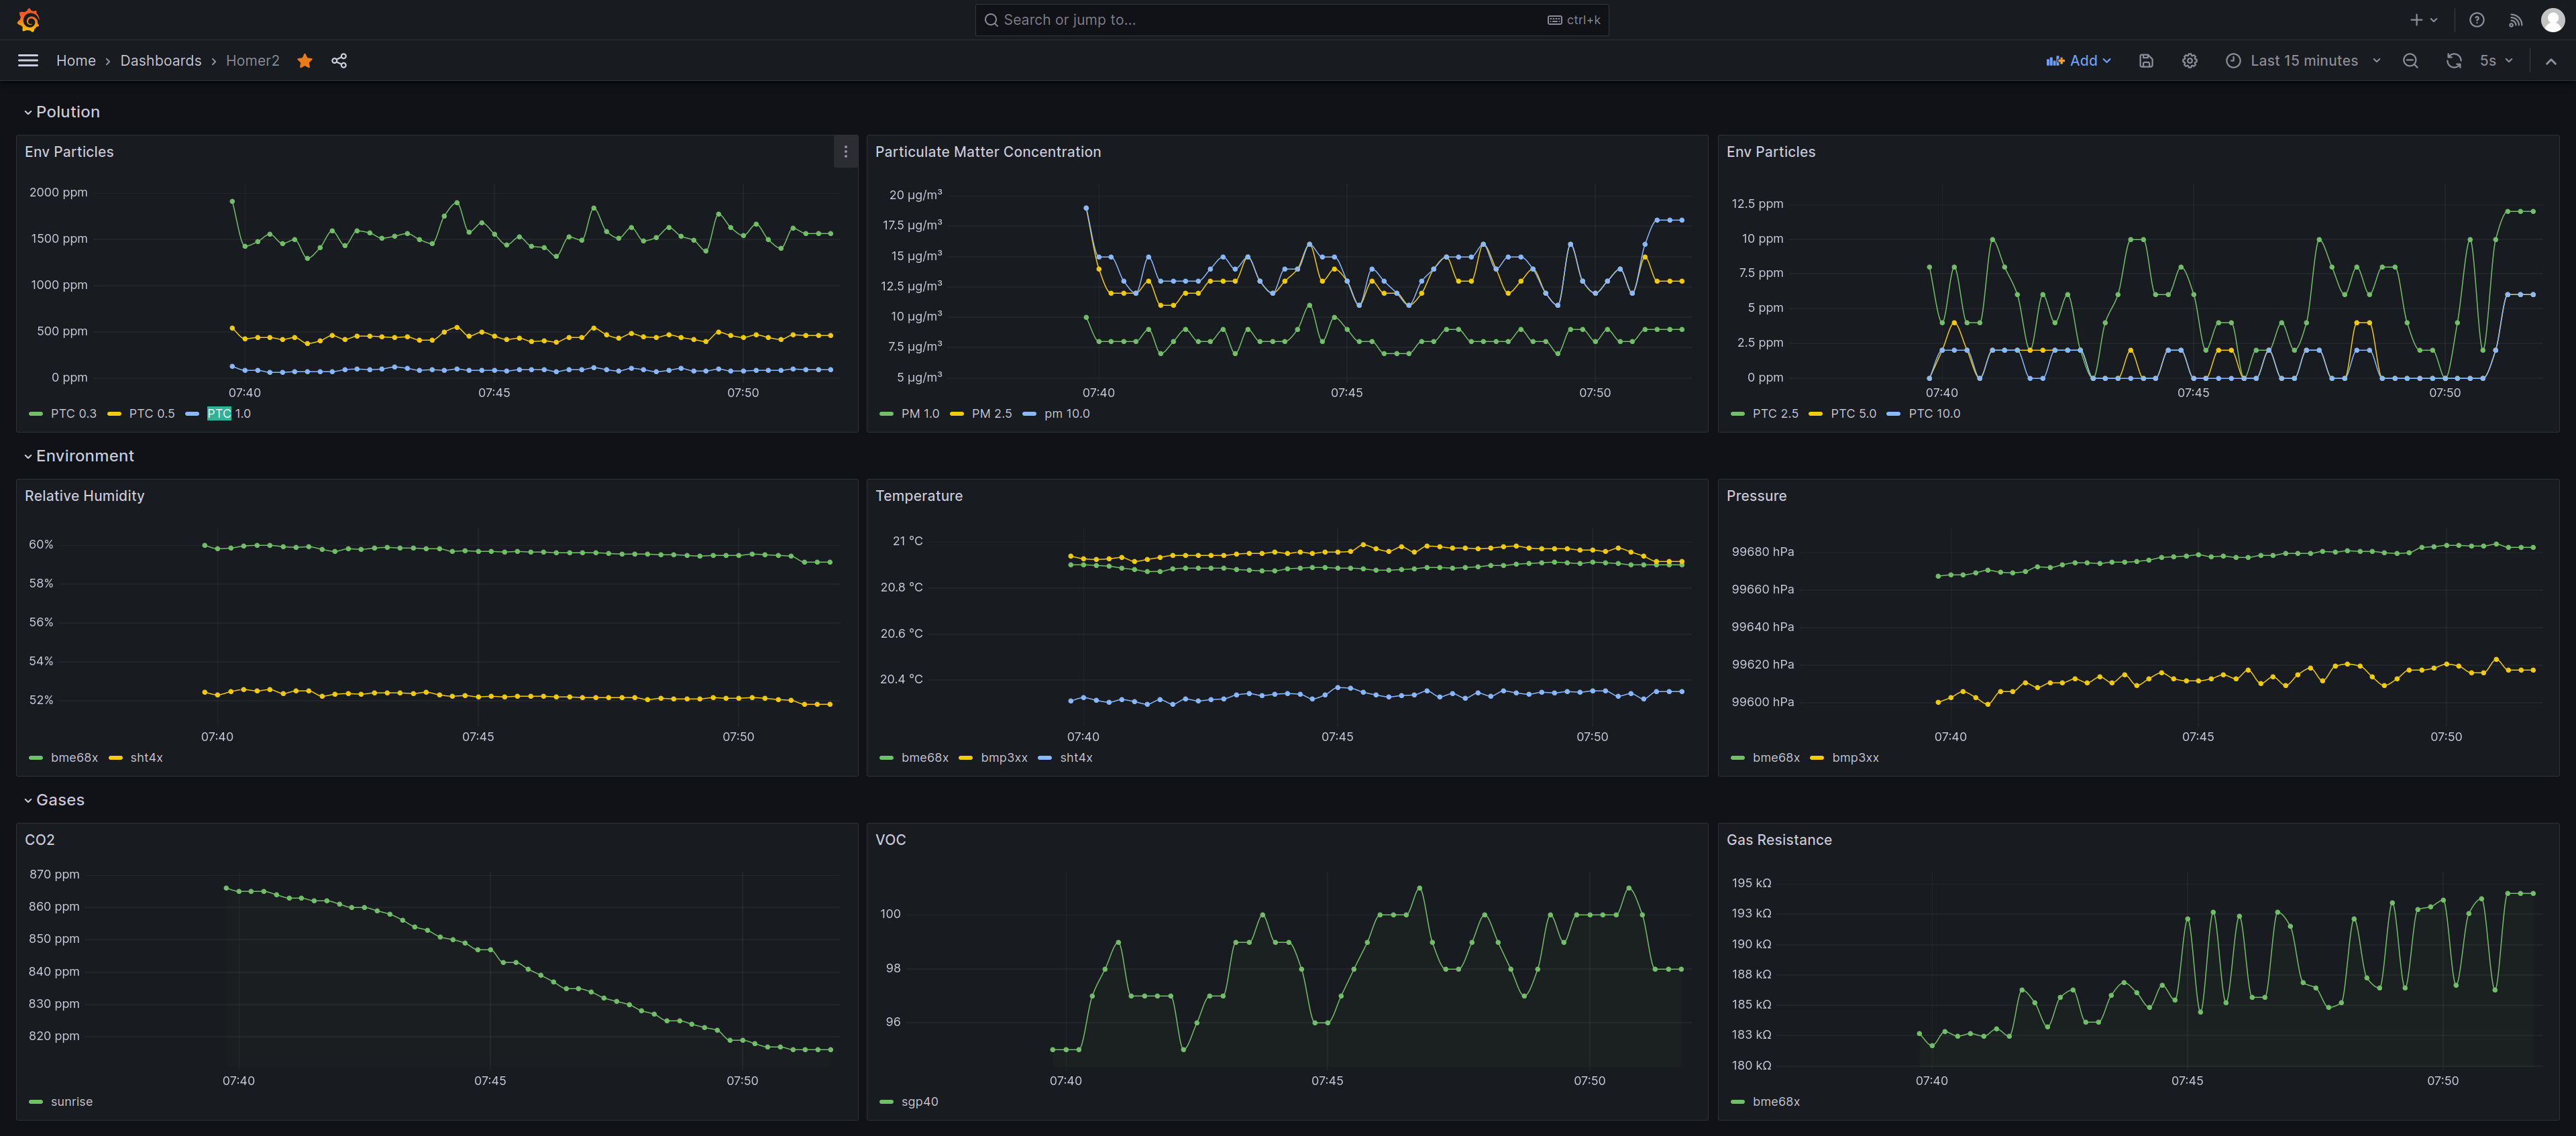 Search or jump to... ctrl+k
Home › Dashboards › Homer2 Add Last 15 minutes 5s
Polution
Env Particles
2000 ppm
1500 ppm
1000 ppm
500 ppm
0 ppm
07:40 07:45 07:50
PTC 0.3 PTC 0.5 PTC 1.0
Particulate Matter Concentration
20 µg/m³
17.5 µg/m³
15 µg/m³
12.5 µg/m³
10 µg/m³
7.5 µg/m³
5 µg/m³
07:40 07:45 07:50
PM 1.0 PM 2.5 pm 10.0
Env Particles
12.5 ppm
10 ppm
7.5 ppm
5 ppm
2.5 ppm
0 ppm
07:40 07:45 07:50
PTC 2.5 PTC 5.0 PTC 10.0
Environment
Relative Humidity
60%
58%
56%
54%
52%
07:40 07:45 07:50
bme68x sht4x
Temperature
21 °C
20.8 °C
20.6 °C
20.4 °C
07:40 07:45 07:50
bme68x bmp3xx sht4x
Pressure
99680 hPa
99660 hPa
99640 hPa
99620 hPa
99600 hPa
07:40 07:45 07:50
bme68x bmp3xx
Gases
CO2
870 ppm
860 ppm
850 ppm
840 ppm
830 ppm
820 ppm
07:40 07:45 07:50
sunrise
VOC
100
98
96
07:40 07:45 07:50
sgp40
Gas Resistance
195 kΩ
193 kΩ
190 kΩ
188 kΩ
185 kΩ
183 kΩ
180 kΩ
07:40 07:45 07:50
bme68x